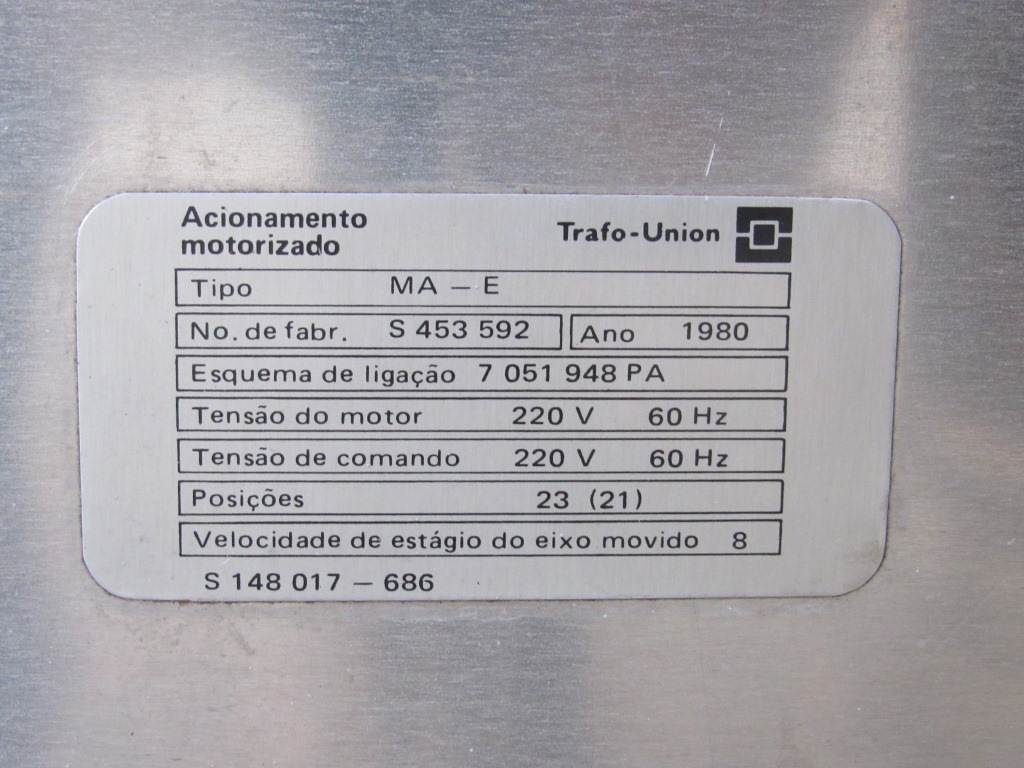 Acionamento
motorizado
Trafo-Union
Tipo MA – E
No. de fabr. S 453 592 Ano 1980
Esquema de ligação 7 051 948 PA
Tensão do motor 220 V 60 Hz
Tensão de comando 220 V 60 Hz
Posições 23 (21)
Velocidade de estágio do eixo movido 8
S 148 017 – 686